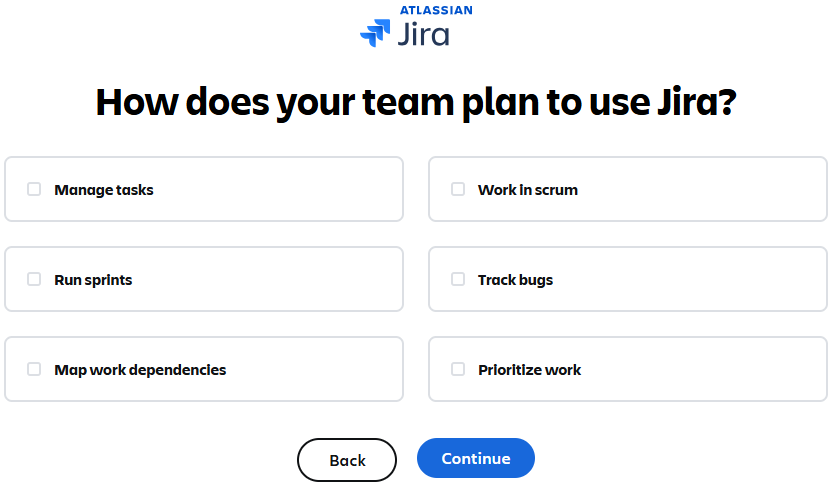 ATLASSIAN
Jira
How does your team plan to use Jira?
Manage tasks
Work in scrum
Run sprints
Track bugs
Map work dependencies
Prioritize work
Back
Continue